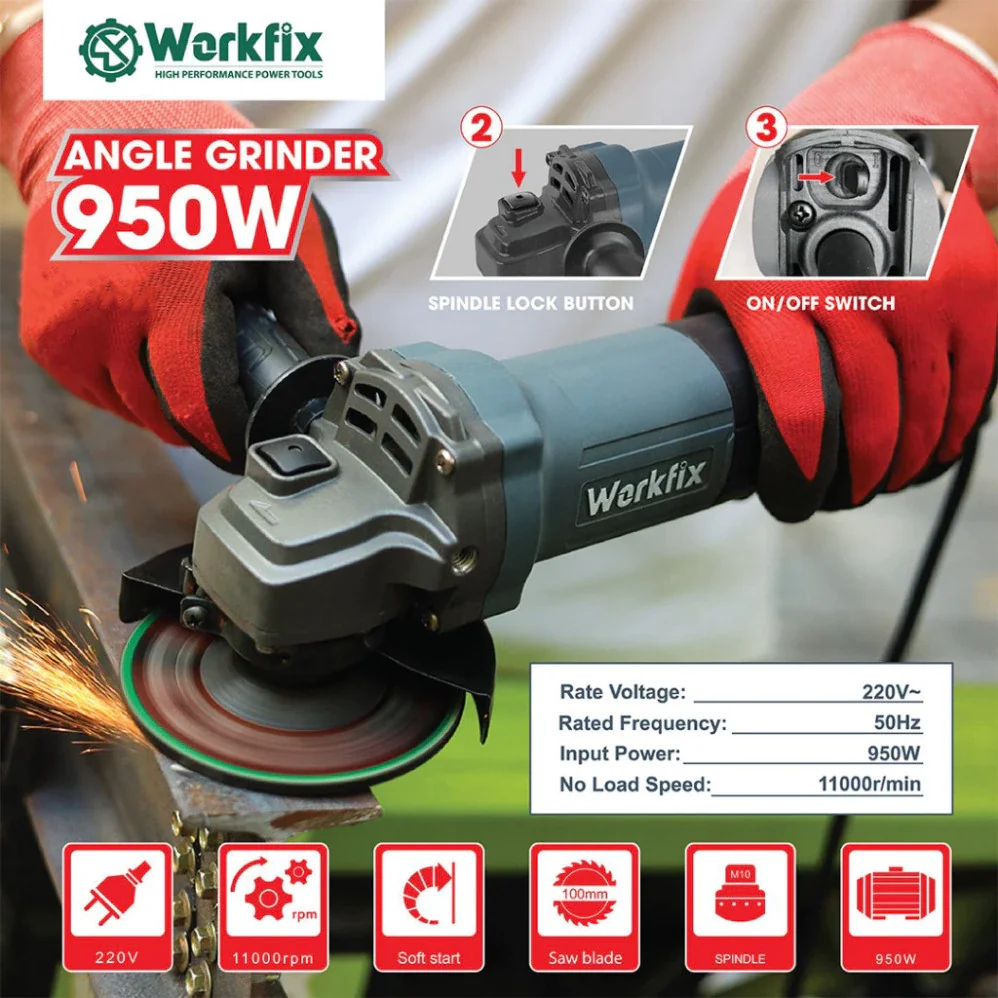 Workfix
HIGH PERFORMANCE POWER TOOLS
ANGLE GRINDER
950W
2
SPINDLE LOCK BUTTON
3
ON/OFF SWITCH
Workfix
Rate Voltage: 220V~
Rated Frequency: 50Hz
Input Power: 950W
No Load Speed: 11000r/min
220V
rpm
11000rpm
Soft start
100mm
Saw blade
M10
SPINDLE
950W